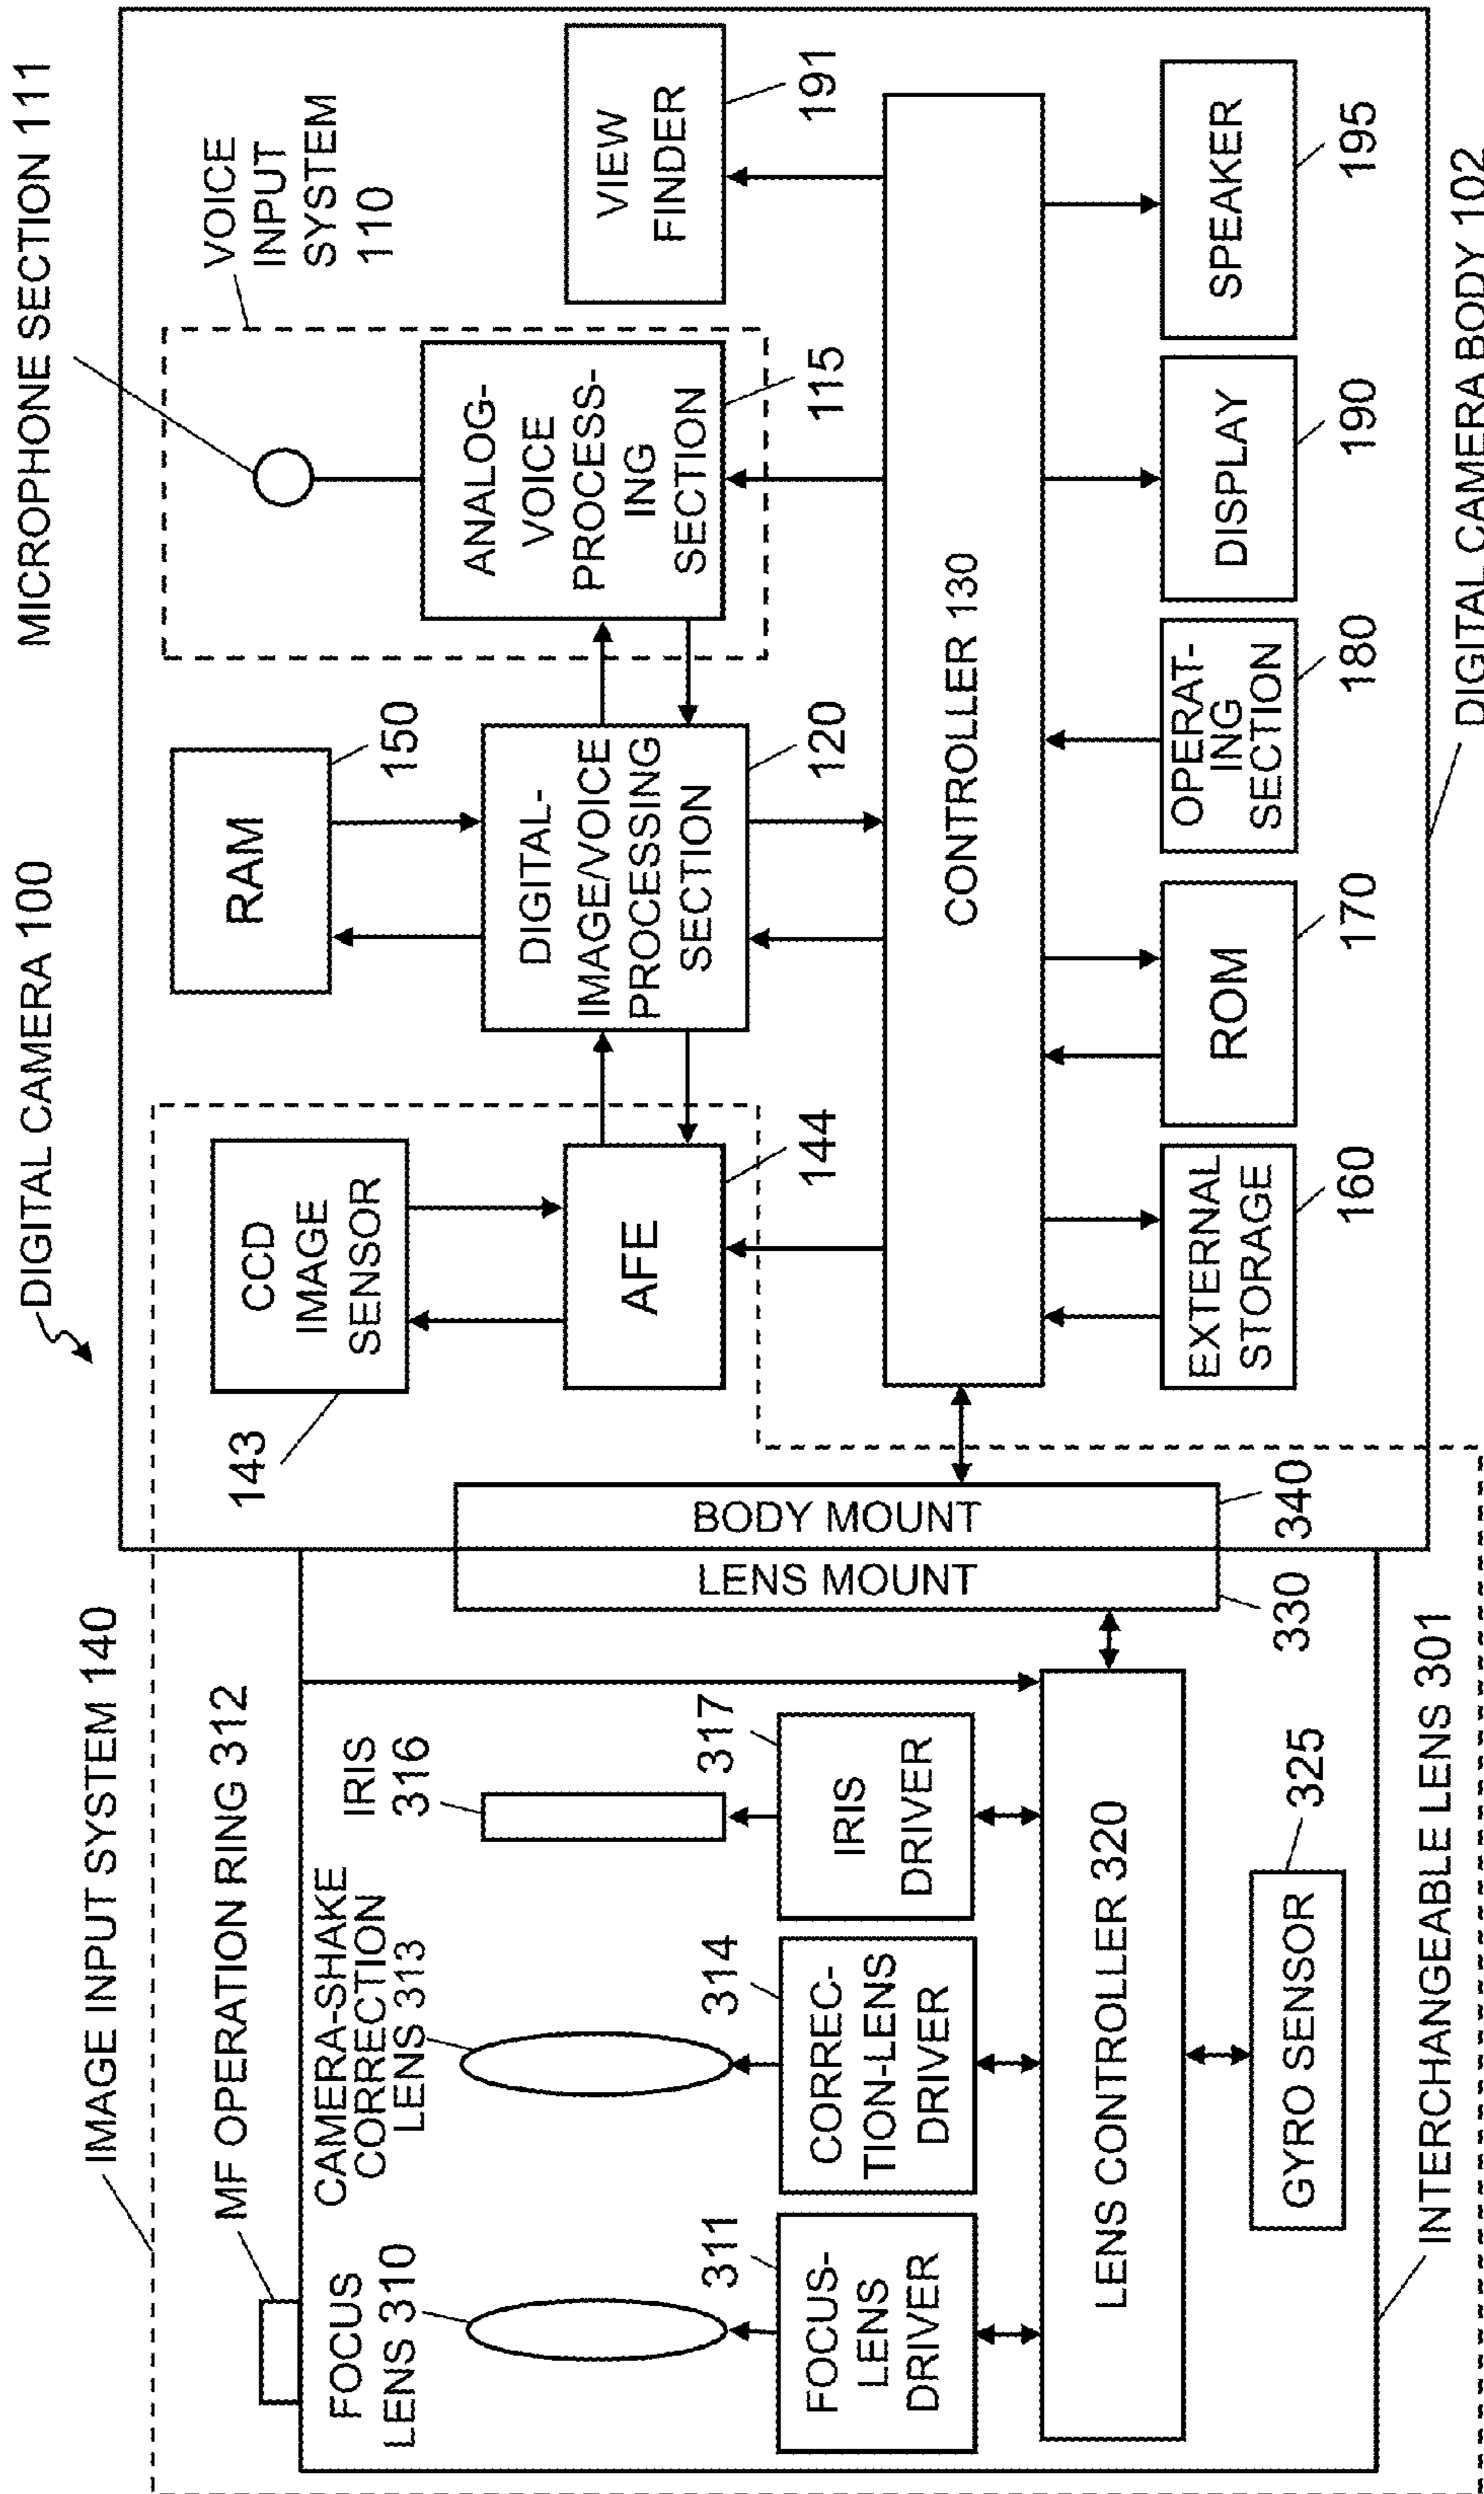 DIGITAL CAMERA 100
MICROPHONE SECTION 111
IMAGE INPUT SYSTEM 140
MF OPERATION RING 312
FOCUS
LENS 310
CAMERA-SHAKE
CORRECTION
LENS 313
IRIS
316
311
FOCUS-
LENS
DRIVER
314
CORREC-
TION-LENS
DRIVER
317
IRIS
DRIVER
LENS CONTROLLER 320
GYRO SENSOR
325
INTERCHANGEABLE LENS 301
LENS MOUNT
330
BODY MOUNT
340
143
CCD
IMAGE
SENSOR
AFE
144
RAM
150
DIGITAL-
IMAGE/VOICE
PROCESSING
SECTION
120
VOICE
INPUT
SYSTEM
110
ANALOG-
VOICE
PROCESS-
ING
SECTION
115
VIEW
FINDER
191
CONTROLLER 130
EXTERNAL
STORAGE
160
ROM
170
OPERAT-
ING
SECTION
180
DISPLAY
190
SPEAKER
195
DIGITAL CAMERA BODY 102